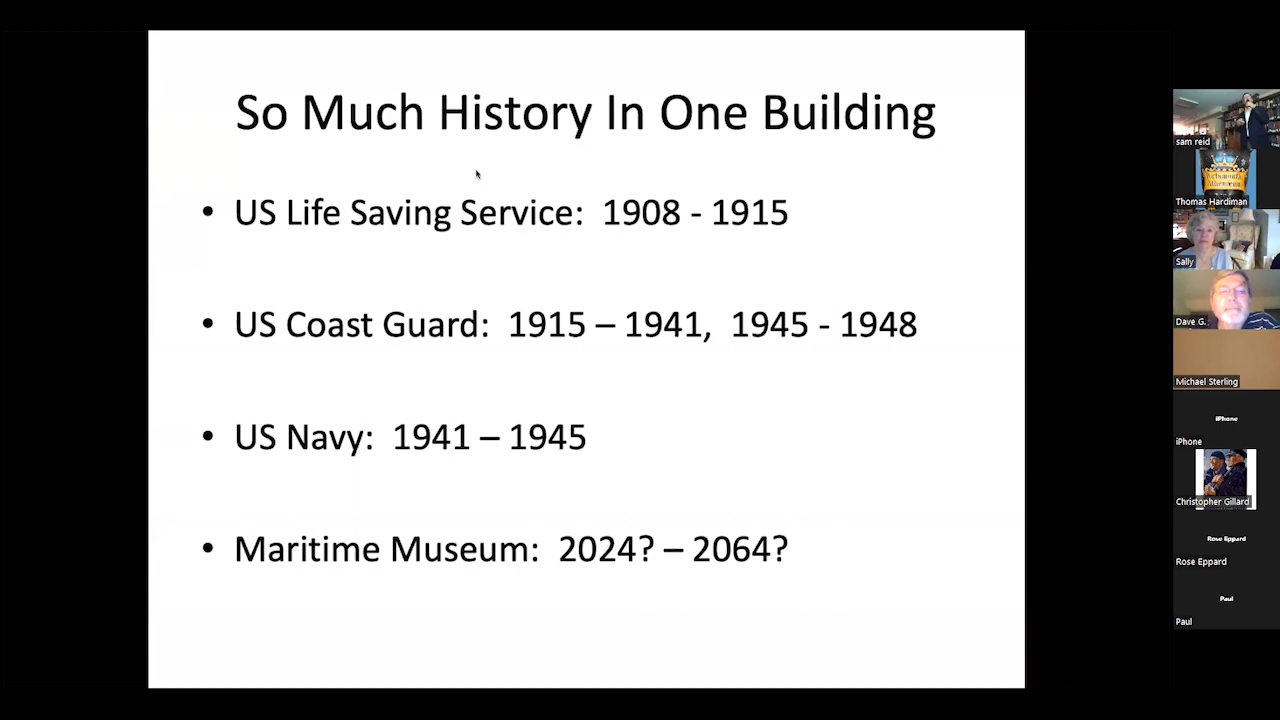 So Much History In One Building
• US Life Saving Service: 1908 - 1915
• US Coast Guard: 1915 – 1941, 1945 - 1948
• US Navy: 1941 – 1945
• Maritime Museum: 2024? – 2064?
sam reid
Portsmouth
Athenæum
Thomas Hardiman
Sally
Dave G.
Michael Sterling
iPhone
iPhone
Christopher Gillard
Rose Eppard
Rose Eppard
Paul
Paul